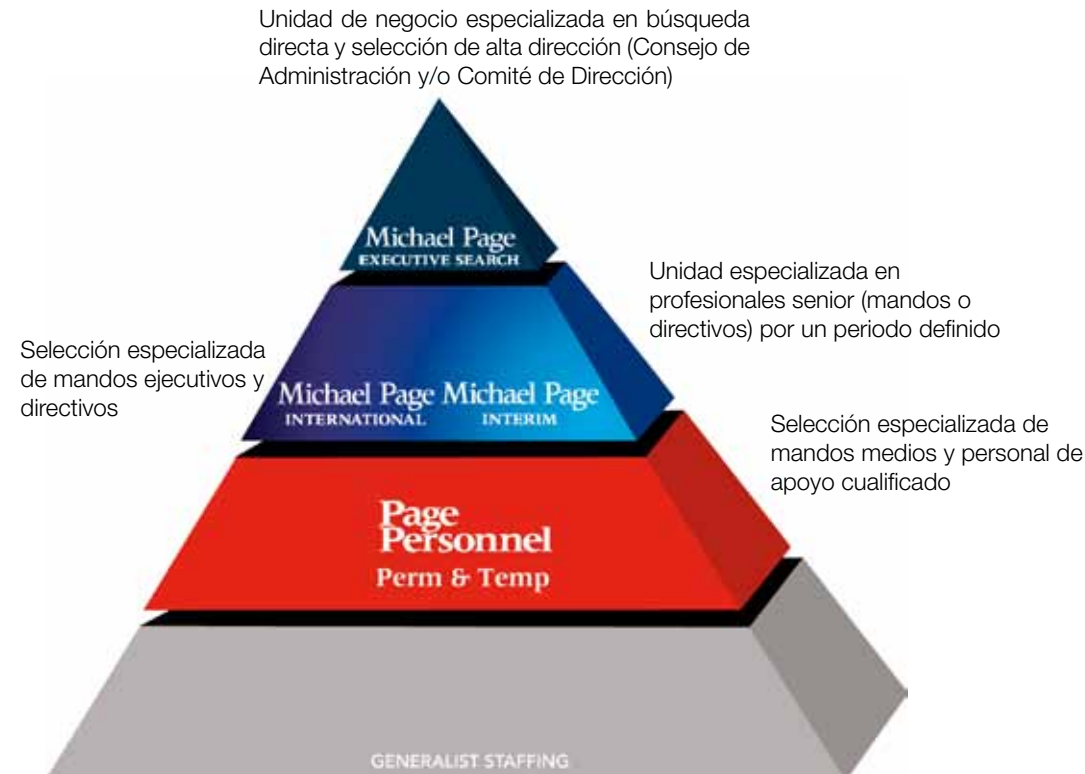 Unidad de negocio especializada en búsqueda
directa y selección de alta dirección (Consejo de
Administración y/o Comité de Dirección)
Michael Page
EXECUTIVE SEARCH
Unidad especializada en
profesionales senior (mandos o
directivos) por un periodo definido
Selección especializada
de mandos ejecutivos y
directivos
Michael Page
INTERNATIONAL
Michael Page
INTERIM
Selección especializada de
mandos medios y personal de
apoyo cualificado
Page
Personnel
Perm & Temp
GENERALIST STAFFING